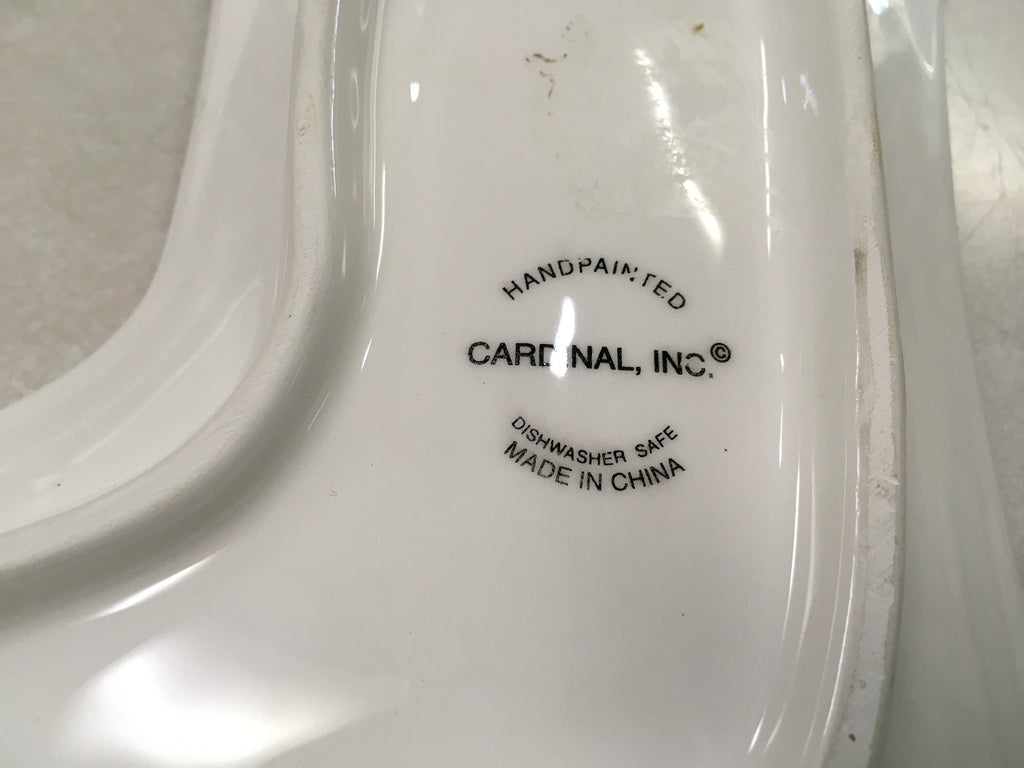 HANDPAINTED
CARDINAL, INC.©
DISHWASHER SAFE
MADE IN CHINA